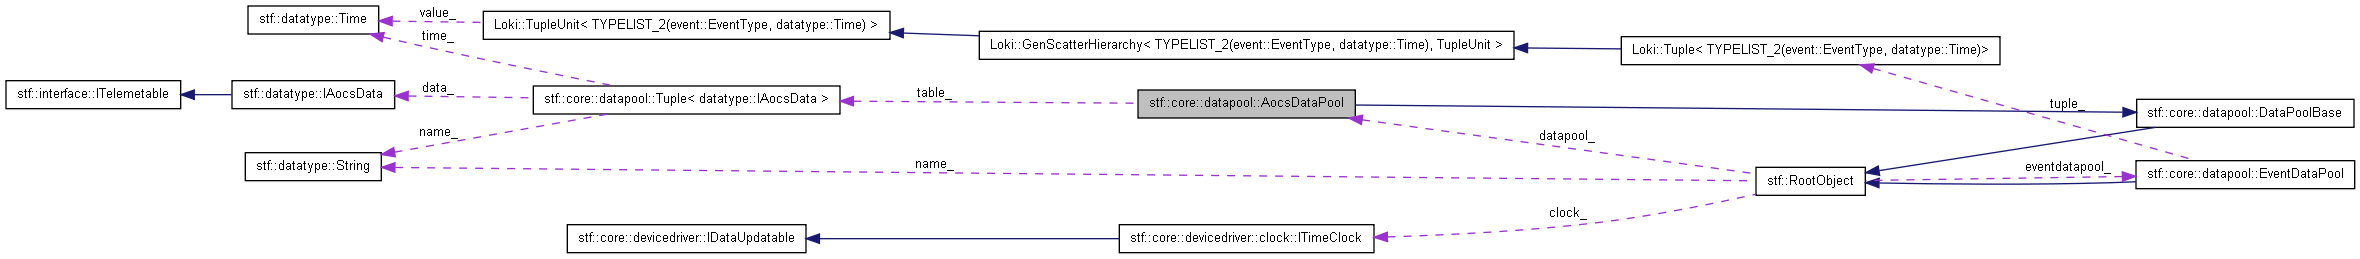 stf::datatype::Time
value_
Loki::TupleUnit< TYPELIST_2(event::EventType, datatype::Time) >
time_
Loki::GenScatterHierarchy< TYPELIST_2(event::EventType, datatype::Time), TupleUnit >
Loki::Tuple< TYPELIST_2(event::EventType, datatype::Time)>
stf::interface::ITelemetable
stf::datatype::IAocsData
data_
stf::core::datapool::Tuple< datatype::IAocsData >
table_
stf::core::datapool::AocsDataPool
tuple_
stf::core::datapool::DataPoolBase
name_
datapool_
stf::datatype::String
name_
stf::RootObject
eventdatapool_
stf::core::datapool::EventDataPool
clock_
stf::core::devicedriver::IDataUpdatable
stf::core::devicedriver::clock::ITimeClock